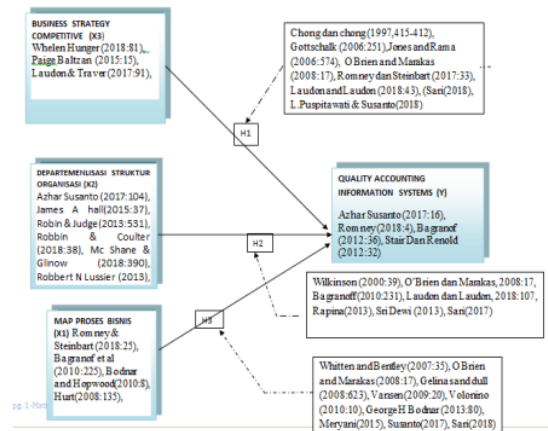 BUSINESS STRATEGY
COMPETITIVE (X3)
Whelen Hunger (2018:81),
Paige Baltzan (2015:15),
Laudon & Traver (2017:91),
Chong dan chong (1997,415-412),
Gottschalk (2006:251),Jones and Rama
(2006:574), O Brien and Marakas
(2008:17), Romney dan Steinbart (2017:33),
Laudon and Laudon (2018:43), (Sari(2018),
L.Puspitawati & Susanto(2018)
H1
DEPARTEMENLISASI STRUKTUR
ORGANISASI (X2)
Azhar Susanto (2017:104),
James A hall(2015:37),
Robin & Judge(2013:531),
Robbin & Coulter
(2018:38), Mc Shane &
Glinow (2018:390),
Robbert N Lussier (2013),
QUALITY ACCOUNTING
INFORMATION SYSTEMS (Y)
Azhar Susanto (2017:16),
Romney(2018:4), Bagranof
(2012:36), Stair Dan Renold
(2012:32)
H2
Wilkinson (2000:39), O'Brien dan Marakas, 2008:17,
Bagranoff(2010:231), Laudon dan Laudon, 2018:107,
Rapina(2013), Sri Dewi (2013), Sari(2017)
MAP PROSES BISNIS
(X1) Romney &
Steinbart (2018:25),
Bagranof et al
(2010:225), Bodnar
and Hopwood(2010:8),
Hurt(2008:135),
H3
Whitten and Bentley(2007:35), O Brien
and Marakas (2008:17), Gelinas and dull
(2008:623), Vansen(2009:20), Volonino
(2010:10), George H Bodnar (2013:80),
Meryani(2015), Susanto(2017), Sari(2018)
pg. 1-